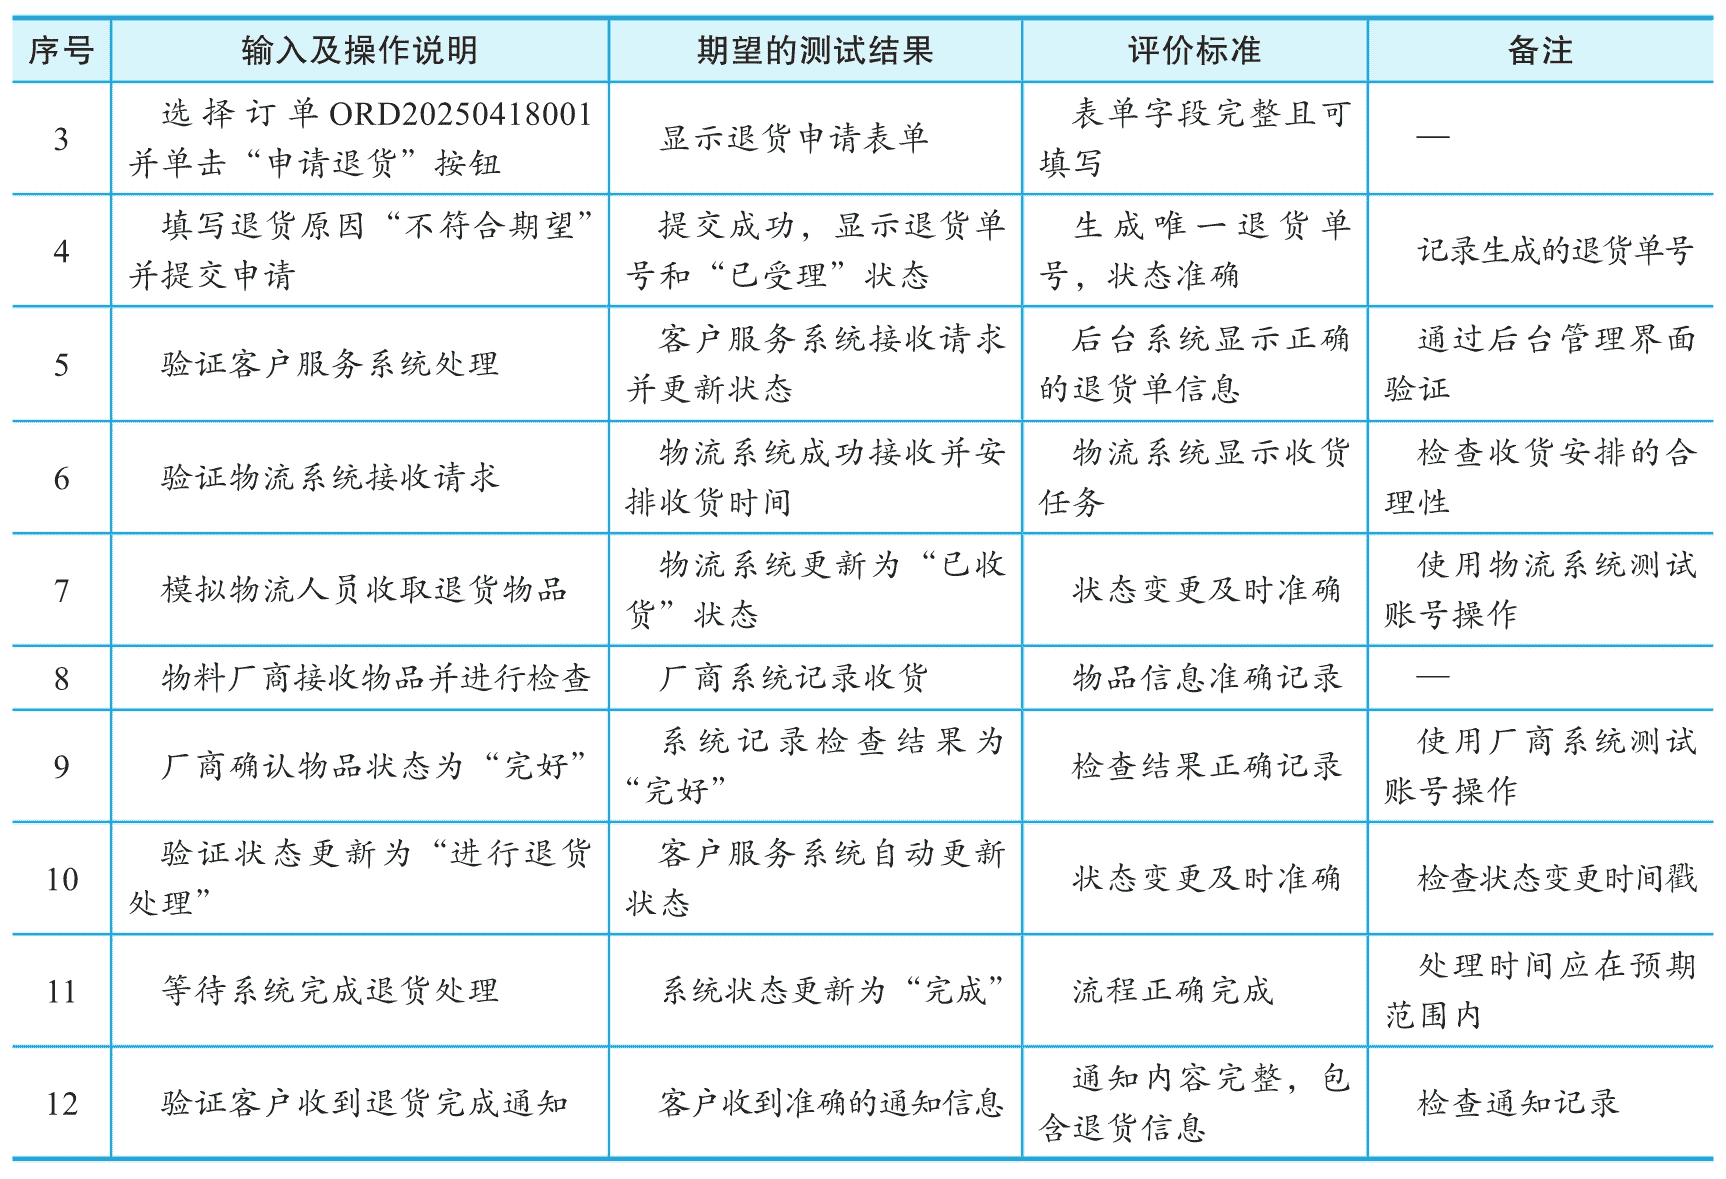 序号 输入及操作说明 期望的测试结果 评价标准 备注
3 选择订单ORD20250418001 显示退货申请表单 表单字段完整且可 —
并单击“申请退货”按钮 填写
4 填写退货原因“不符合期望” 提交成功，显示退货单 生成唯一退货单 记录生成的退货单号
并提交申请 号和“已受理”状态 号，状态准确
5 验证客户服务系统处理 客户服务系统接收请求 后台系统显示正确 通过后台管理界面
并更新状态 的退货单信息 验证
6 验证物流系统接收请求 物流系统成功接收并安 物流系统显示收货 检查收货安排的合
排收货时间 任务 理性
7 模拟物流人员收取退货物品 物流系统更新为“已收 状态变更及时准确 使用物流系统测试
货”状态 账号操作
8 物料厂商接收物品并进行检查 厂商系统记录收货 物品信息准确记录 —
9 厂商确认物品状态为“完好” 系统记录检查结果为 检查结果正确记录 使用厂商系统测试
“完好” 账号操作
10 验证状态更新为“进行退货 客户服务系统自动更新 状态变更及时准确 检查状态变更时间戳
处理” 状态
11 等待系统完成退货处理 系统状态更新为“完成” 流程正确完成 处理时间应在预期
范围内
12 验证客户收到退货完成通知 客户收到准确的通知信息 通知内容完整，包 检查通知记录
含退货信息